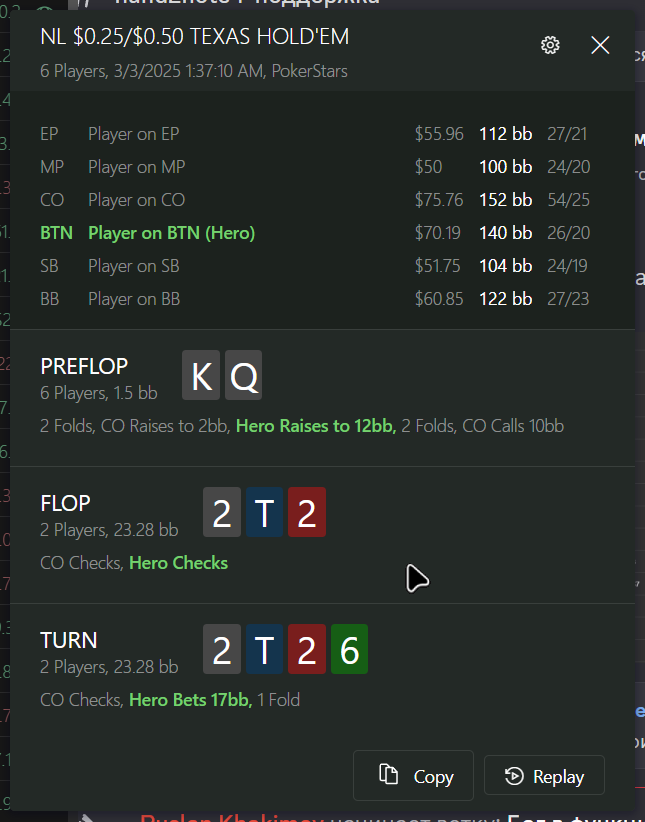 NL $0.25/$0.50 TEXAS HOLD'EM
6 Players, 3/3/2025 1:37:10 AM, PokerStars
EP Player on EP $55.96 112 bb 27/21
MP Player on MP $50 100 bb 24/20
CO Player on CO $75.76 152 bb 54/25
BTN Player on BTN (Hero) $70.19 140 bb 26/20
SB Player on SB $51.75 104 bb 24/19
BB Player on BB $60.85 122 bb 27/23
PREFLOP K Q
6 Players, 1.5 bb
2 Folds, CO Raises to 2bb, Hero Raises to 12bb, 2 Folds, CO Calls 10bb
FLOP 2 T 2
2 Players, 23.28 bb
CO Checks, Hero Checks
TURN 2 T 2 6
2 Players, 23.28 bb
CO Checks, Hero Bets 17bb, 1 Fold
Copy Replay